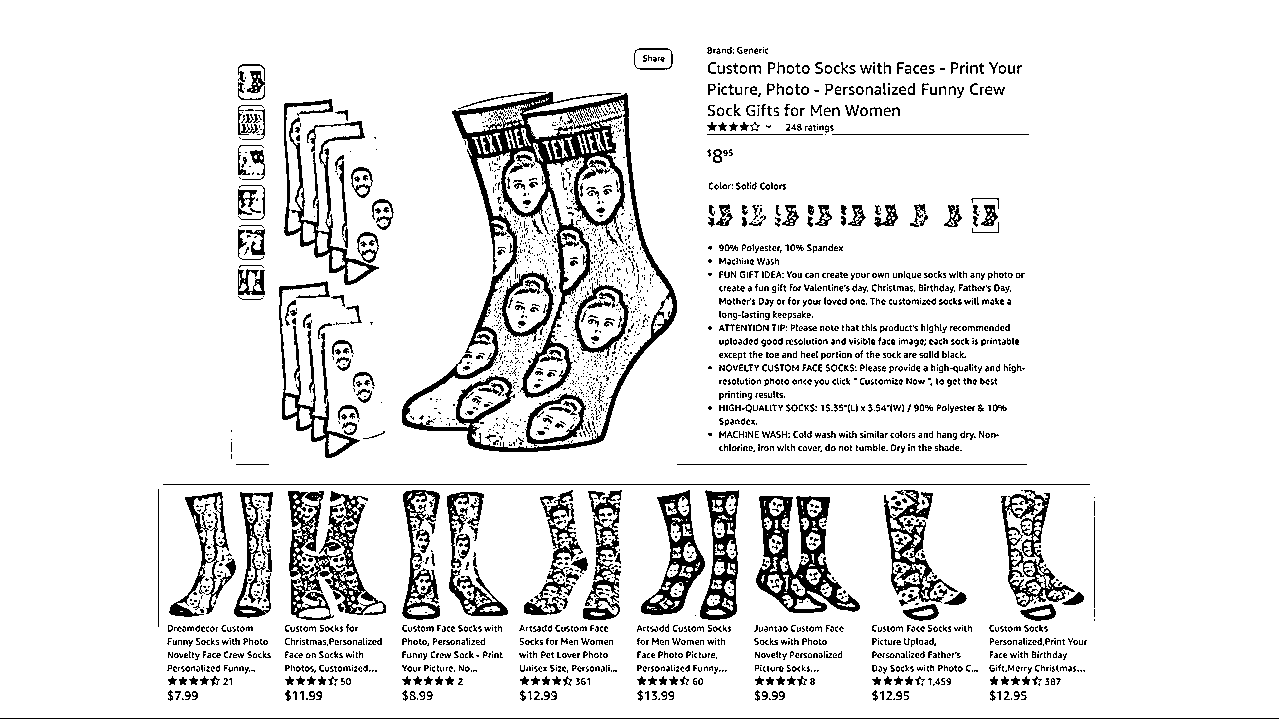 Share
Brand: Generic
Custom Photo Socks with Faces - Print Your
Picture, Photo - Personalized Funny Crew
Sock Gifts for Men Women
248 ratings
$895
Color: Solid Colors
TEXT HERE
TEXT HERE
• 90% Polyester, 10% Spandex
• Machine Wash
• FUN GIFT IDEA: You can create your own unique socks with any photo or
create a fun gift for Valentine's day, Christmas, Birthday, Father's Day,
Mother's Day or for your loved one. The customized socks will make a
long-lasting keepsake.
• ATTENTION TIP: Please note that this product's highly recommended
uploaded good resolution and visible face image; each sock is printable
except the toe and heel portion of the sock are solid black.
• NOVELTY CUSTOM FACE SOCKS: Please provide a high-quality and high-
resolution photo once you click " Customize Now ", to get the best
printing results.
• HIGH-QUALITY SOCKS: 15.35"(L) x 3.54"(W) / 90% Polyester & 10%
Spandex.
• MACHINE WASH: Cold wash with similar colors and hang dry. Non-
chlorine, iron with cover, do not tumble. Dry in the shade.
Dreamdecor Custom
Funny Socks with Photo
Novelty Face Crew Socks
Personalized Funny...
21
$7.99
Custom Socks for
Christmas,Personalized
Face on Socks with
Photos, Customized...
50
$11.99
Custom Face Socks with
Photo, Personalized
Funny Crew Sock - Print
Your Picture, No...
2
$8.99
Artsadd Custom Face
Socks for Men Women
with Pet Lover Photo
Unisex Size, Personali...
361
$12.99
Artsadd Custom Socks
for Men Women with
Face Photo Picture,
Personalized Funny...
60
$13.99
Juantao Custom Face
Socks with Photo
Novelty Personalized
Picture Socks...
8
$9.99
Custom Face Socks with
Picture Upload,
Personalized Father's
Day Socks with Photo C...
1,459
$12.95
Custom Socks
Personalized,Print Your
Face with Birthday
Gift,Merry Christmas...
387
$12.95